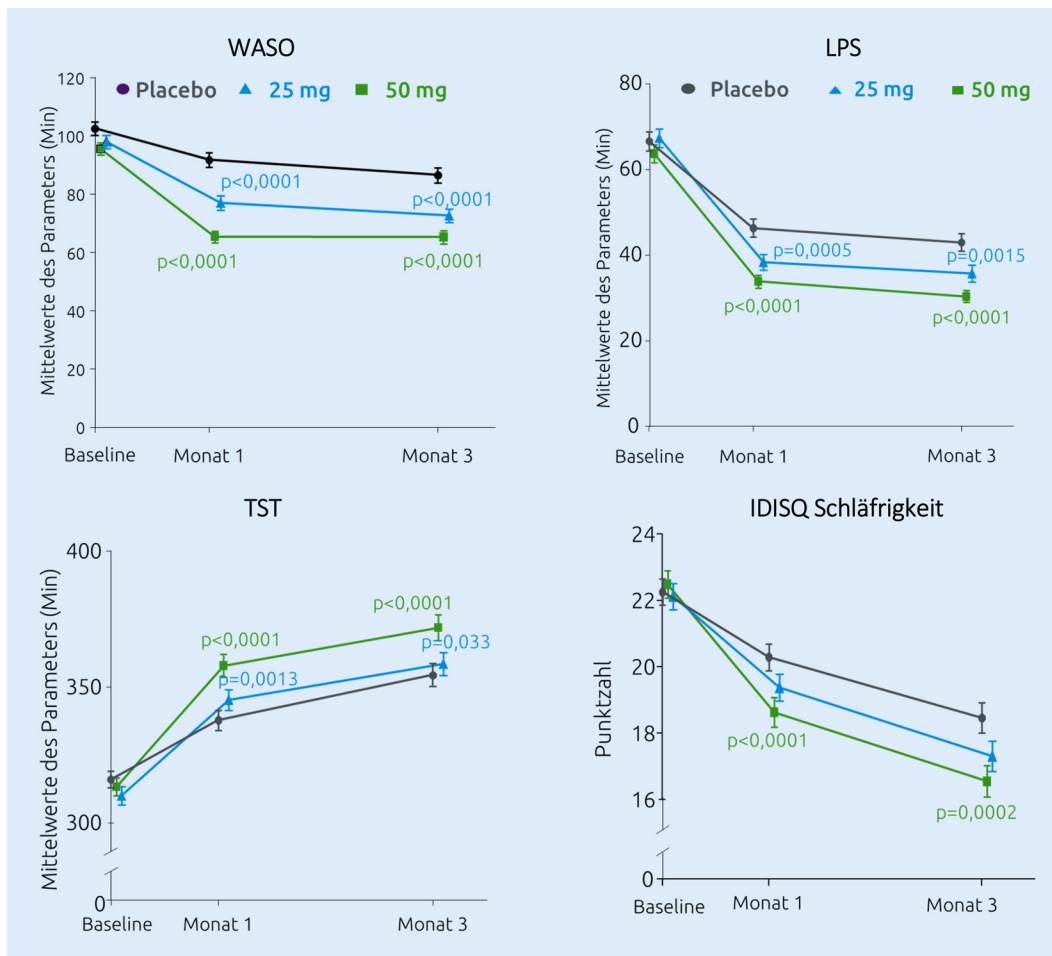 WASO
Mittelwerte des Parameters (Min)
120
100
80
60
40
20
0
Placebo 25 mg 50 mg
p<0,0001
p<0,0001
p<0,0001
p<0,0001
Baseline Monat 1 Monat 3
LPS
Mittelwerte des Parameters (Min)
80
60
40
20
0
Placebo 25 mg 50 mg
p=0,0005
p=0,0015
p<0,0001
p<0,0001
Baseline Monat 1 Monat 3
TST
Mittelwerte des Parameters (Min)
400
350
300
0
p<0,0001
p<0,0001
p=0,0013
p=0,033
Baseline Monat 1 Monat 3
IDISQ Schläfrigkeit
Punktzahl
24
22
20
18
16
0
p<0,0001
p=0,0002
Baseline Monat 1 Monat 3